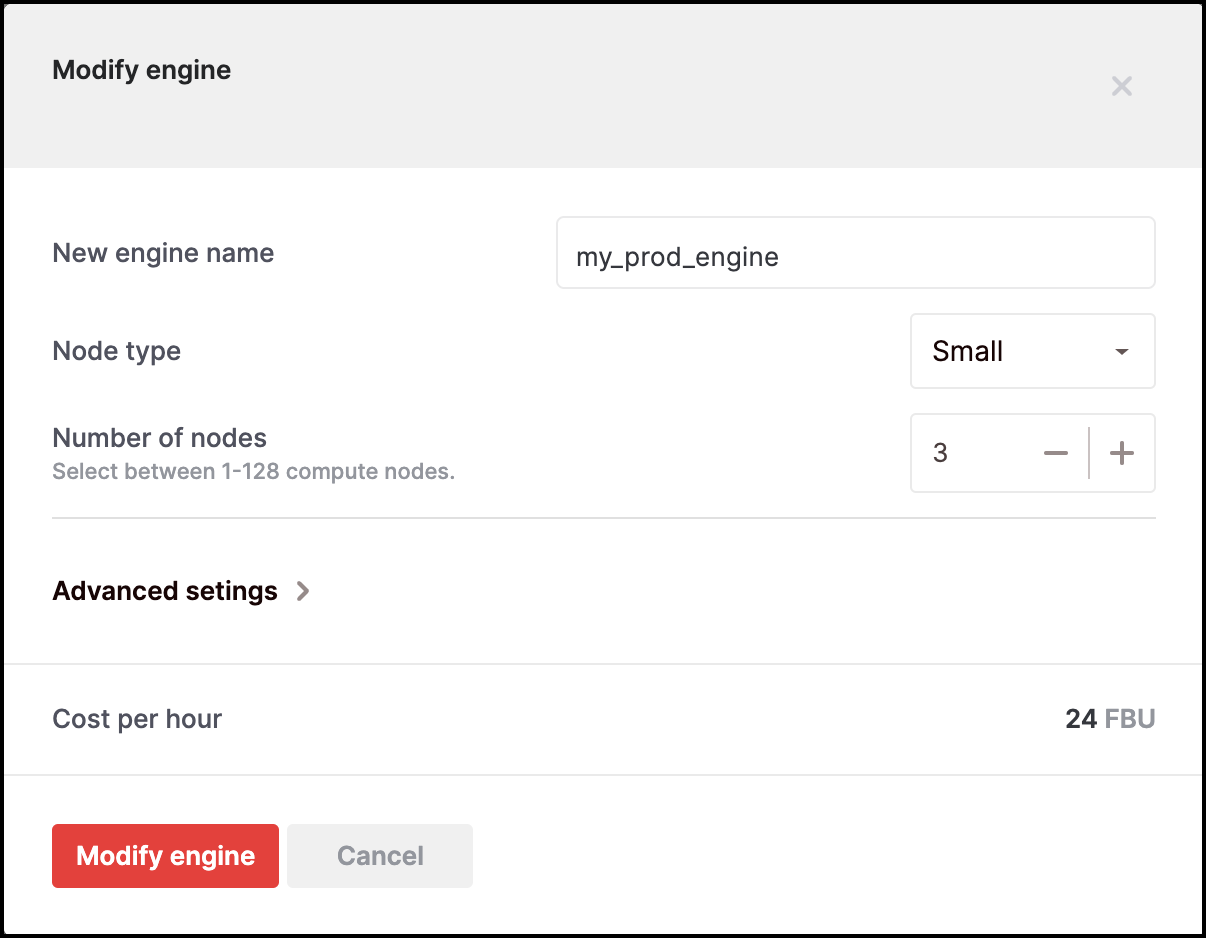 Modify engine
New engine name
my_prod_engine
Node type
Small
Number of nodes
Select between 1-128 compute nodes.
3
Advanced setings
Cost per hour
24 FBU
Modify engine
Cancel